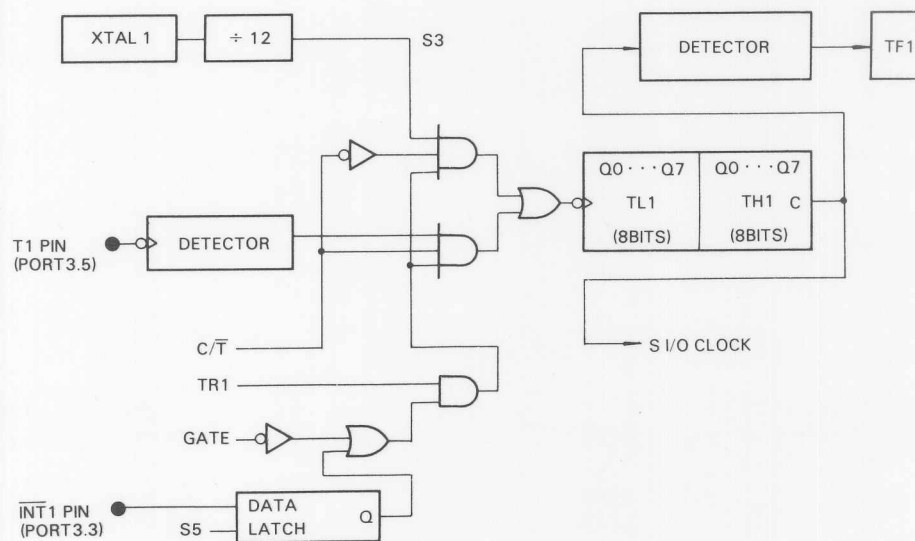 XTAL 1
÷ 12
S3
DETECTOR
TF1
Q0 · · · Q7
Q0 · · · Q7
TL1
TH1
C
(8BITS)
(8BITS)
T1 PIN
(PORT3.5)
DETECTOR
C/T̅
S I/O CLOCK
TR1
GATE
I̅N̅T̅1 PIN
(PORT3.3)
DATA
S5
LATCH
Q